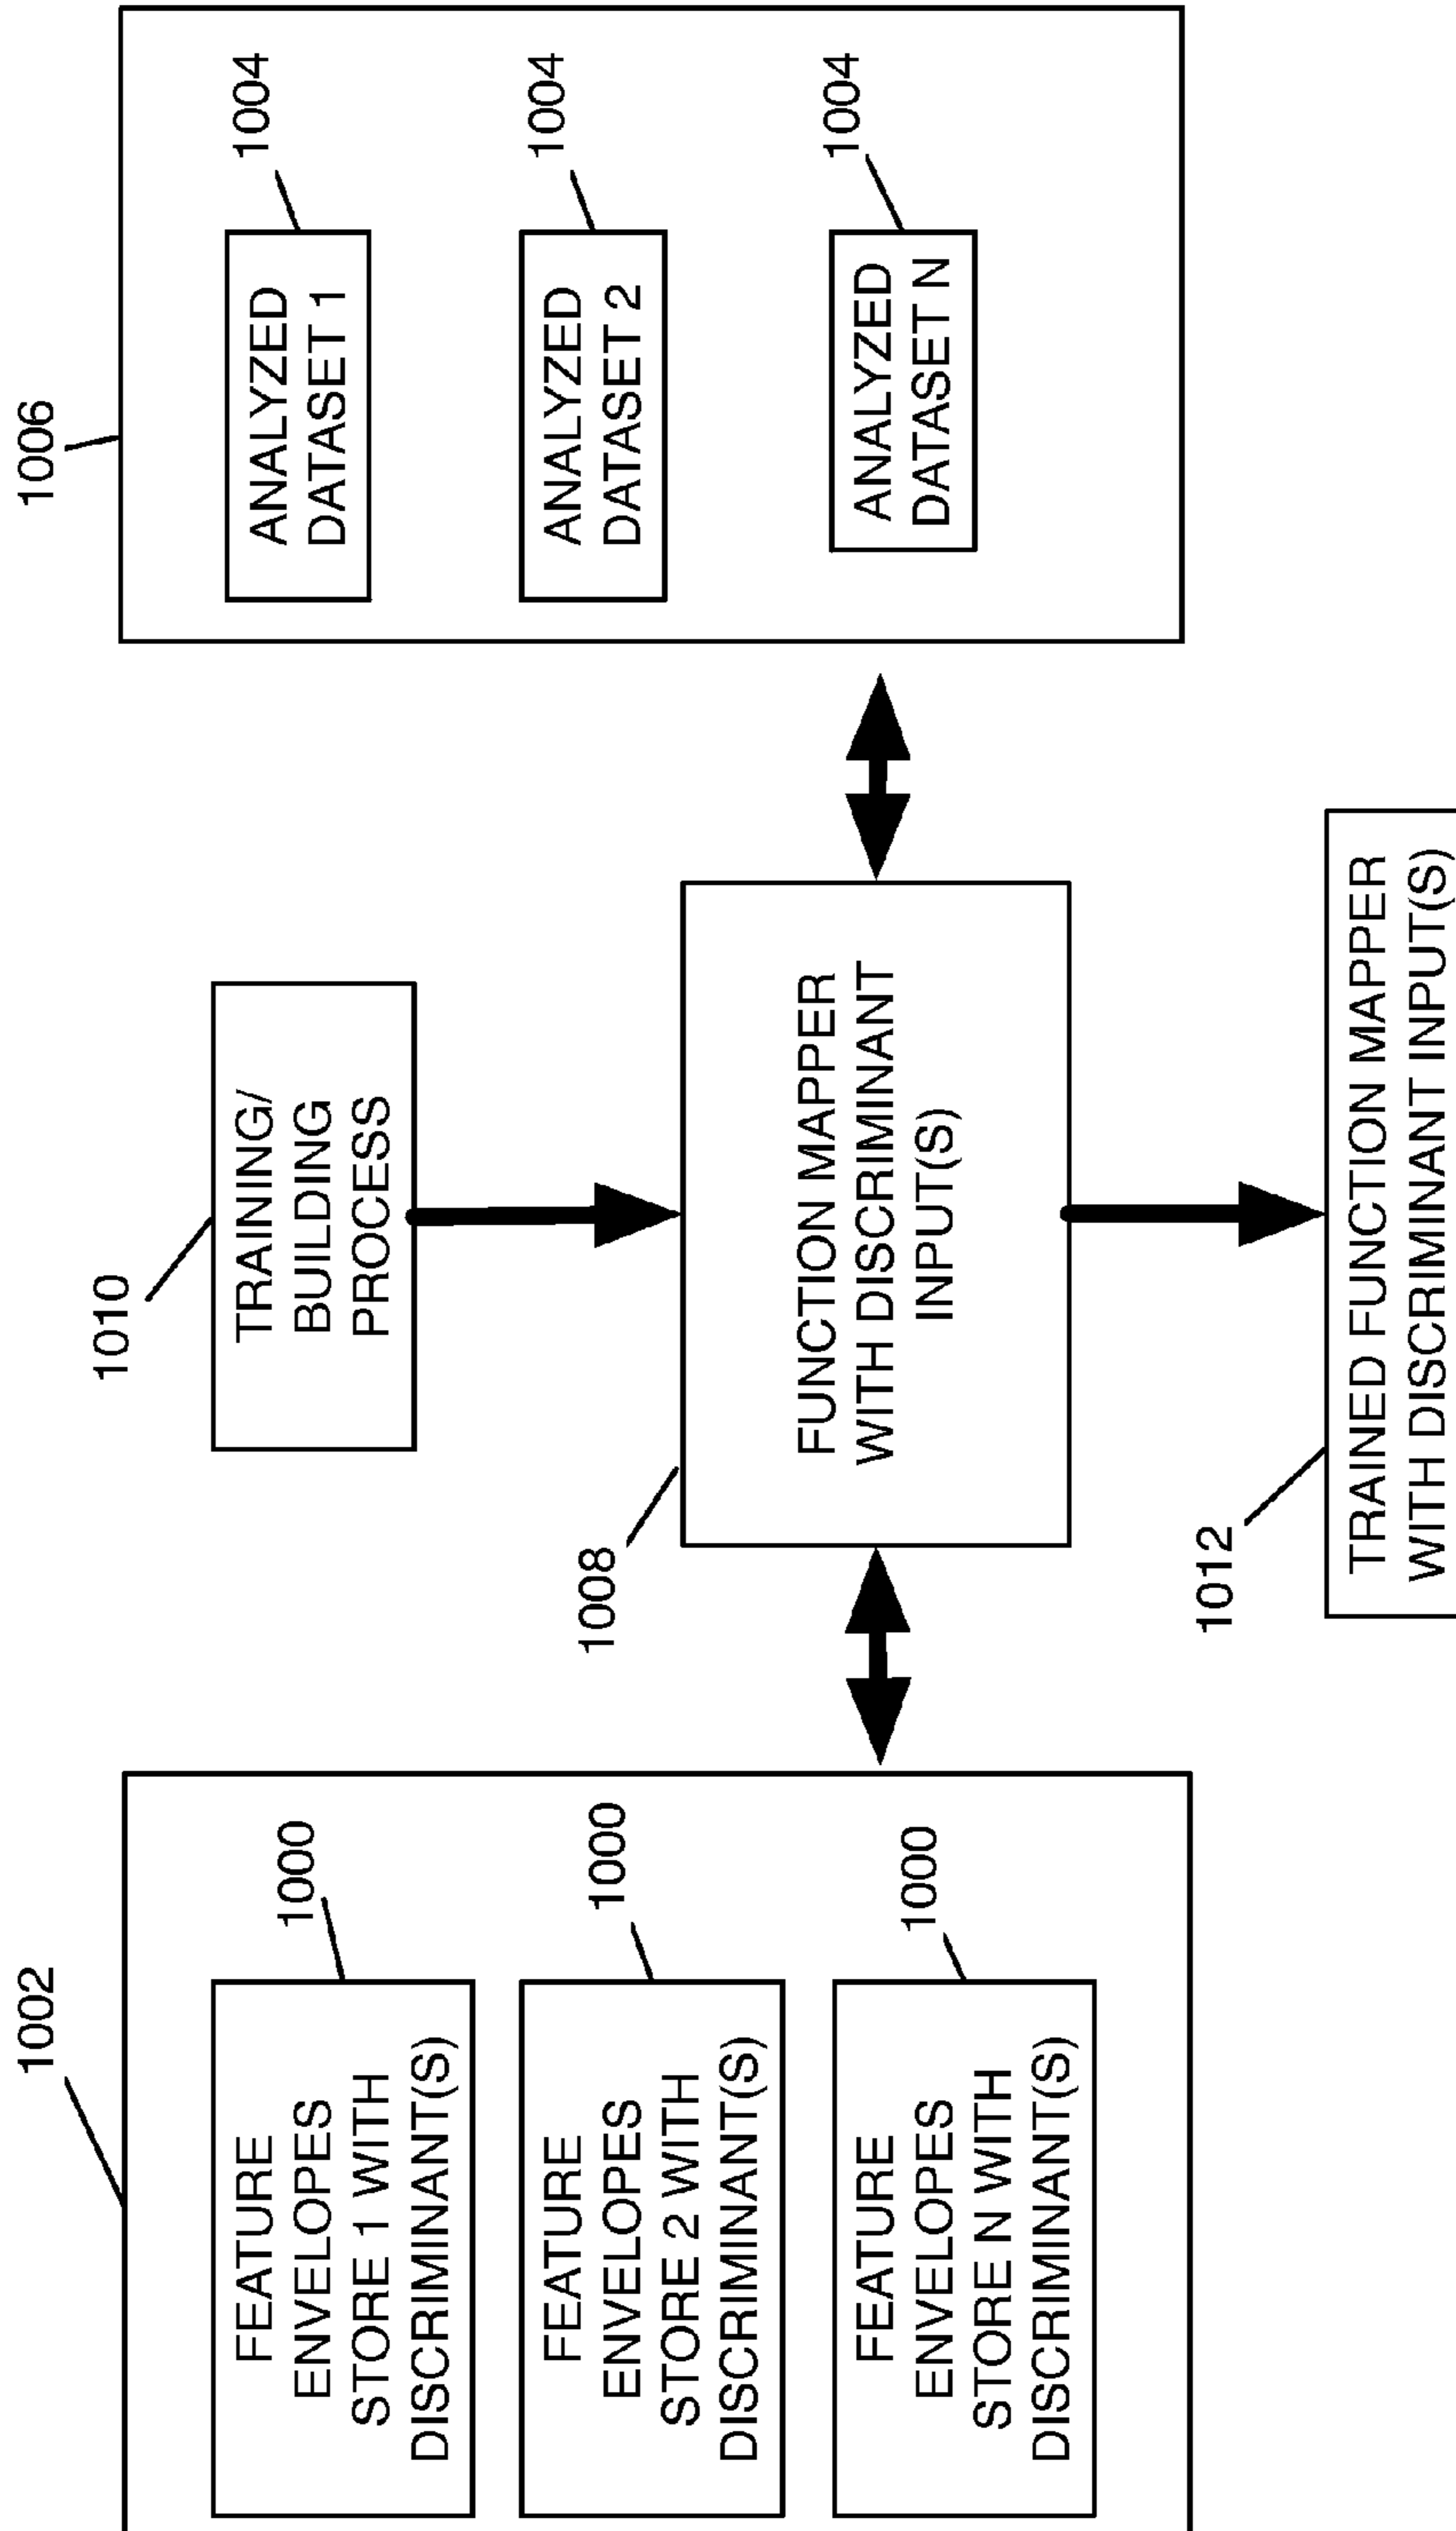 1002
1000
FEATURE
ENVELOPES
STORE 1 WITH
DISCRIMINANT(S)
1000
FEATURE
ENVELOPES
STORE 2 WITH
DISCRIMINANT(S)
1000
FEATURE
ENVELOPES
STORE N WITH
DISCRIMINANT(S)
1010
TRAINING/
BUILDING
PROCESS
1008
FUNCTION MAPPER
WITH DISCRIMINANT
INPUT(S)
1012
TRAINED FUNCTION MAPPER
WITH DISCRIMINANT INPUT(S)
1006
1004
ANALYZED
DATASET 1
1004
ANALYZED
DATASET 2
1004
ANALYZED
DATASET N